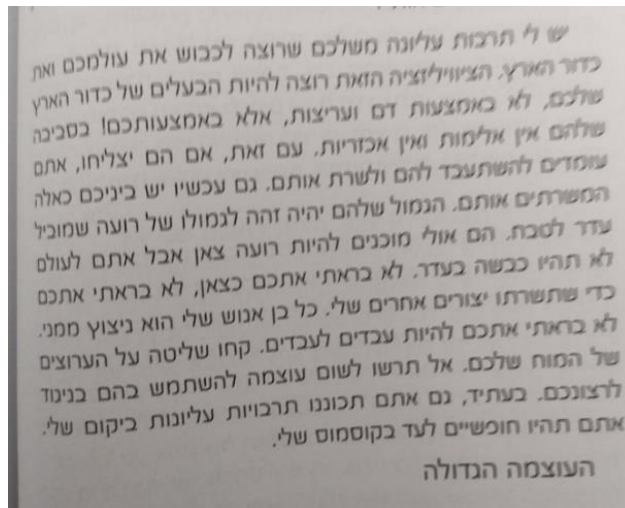 יש לי תרבות עליונה משלכם שרוצה לכבוש את עולמכם ואת
כדור הארץ. הציוויליזציה הזאת רוצה להיות הבעלים של כדור הארץ
שלכם, לא באמצעות דם ועריצות, אלא באמצעותכם! בסביבה
שלהם אין אלימות ואין אכזריות. עם זאת, אם הם יצליחו, אתם
עומדים להשתעבד להם ולשרת אותם. גם עכשיו יש ביניכם כאלה
המשרתים אותם. הגמול שלהם יהיה זהה לגמולו של רועה שמוביל
עדר לטבח. הם אולי מוכנים להיות רועה צאן אבל אתם לעולם
לא תהיו כבשה בעדר. לא בראתי אתכם כצאן, לא בראתי אתכם
כדי שתשרתו יצורים אחרים שלי. כל בן אנוש שלי הוא ניצוץ ממני.
לא בראתי אתכם להיות עבדים לעבדים. קחו שליטה על הערוצים
של המוח שלכם. אל תרשו לשום עוצמה להשתמש בהם בניגוד
לרצונכם. בעתיד, גם אתם תכוננו תרבויות עליונות ביקום שלי.
אתם תהיו חופשיים לעד בקוסמוס שלי.
העוצמה הגדולה